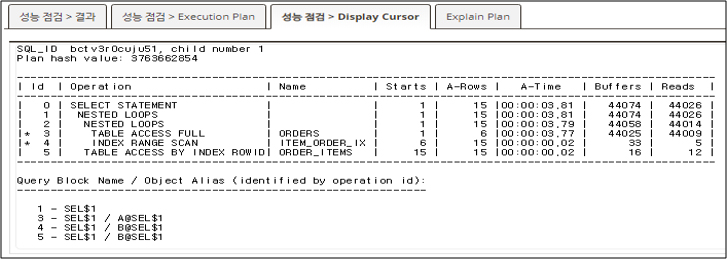 성능 점검 > 결과 성능 점검 > Execution Plan 성능 점검 > Display Cursor Explain Plan
SQL_ID bctv3r0cuju51, child number 1
Plan hash value: 3763662854
---------------------------------------------------------------------------------------------------
| Id | Operation | Name | Starts | A-Rows | A-Time | Buffers | Reads |
---------------------------------------------------------------------------------------------------
| 0 | SELECT STATEMENT | | 1 | 15 |00:00:03.81 | 44074 | 44026 |
| 1 | NESTED LOOPS | | 1 | 15 |00:00:03.81 | 44074 | 44026 |
| 2 | NESTED LOOPS | | 1 | 15 |00:00:03.79 | 44058 | 44014 |
|* 3 | TABLE ACCESS FULL | ORDERS | 1 | 6 |00:00:03.77 | 44025 | 44009 |
|* 4 | INDEX RANGE SCAN | ITEM_ORDER_IX | 6 | 15 |00:00:00.02 | 33 | 5 |
| 5 | TABLE ACCESS BY INDEX ROWID| ORDER_ITEMS | 15 | 15 |00:00:00.02 | 16 | 12 |
---------------------------------------------------------------------------------------------------
Query Block Name / Object Alias (identified by operation id):
-------------------------------------------------------------
1 - SEL$1
3 - SEL$1 / A@SEL$1
4 - SEL$1 / B@SEL$1
5 - SEL$1 / B@SEL$1